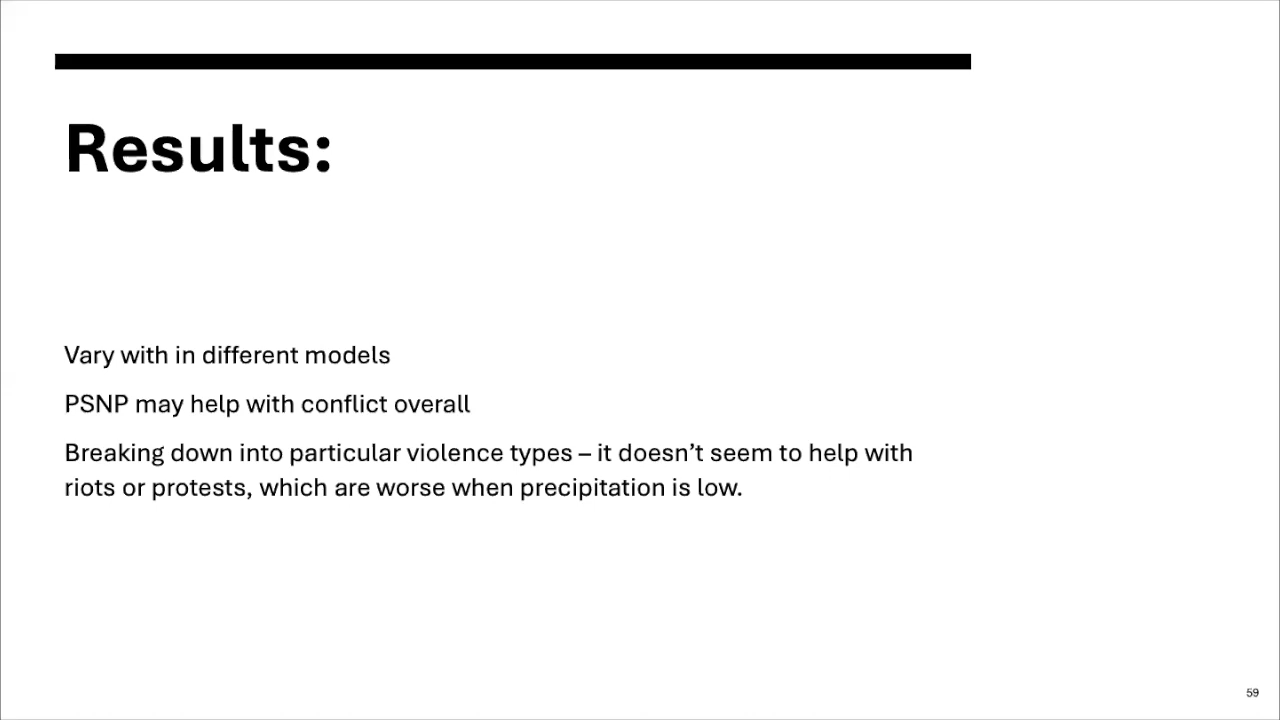 Results:
Vary with in different models
PSNP may help with conflict overall
Breaking down into particular violence types – it doesn’t seem to help with
riots or protests, which are worse when precipitation is low.
59